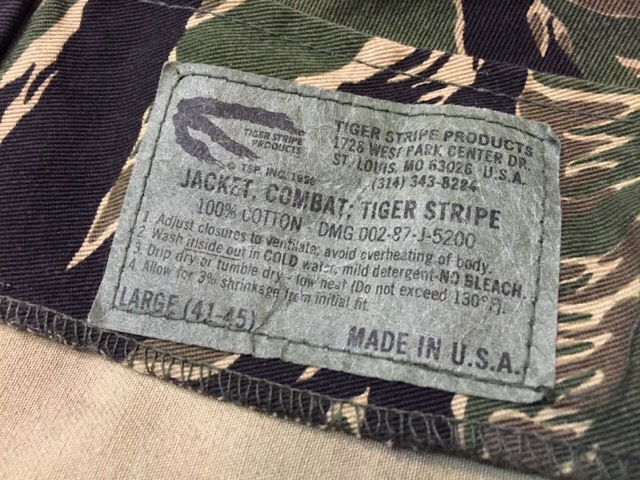 TIGER STRIPE
PRODUCTS
© TSP, INC. 1986
TIGER STRIPE PRODUCTS
1728 WEST PARK CENTER DR.
ST. LOUIS, MO 63026 U.S.A.
(314) 343-8224
JACKET, COMBAT, TIGER STRIPE
100% COTTON - DMG 002-87-J-5200
1. Adjust closures to ventilate; avoid overheating of body.
2. Wash inside out in COLD water, mild detergent-NO BLEACH.
3. Drip dry or tumble dry - low heat (Do not exceed 130°F).
4. Allow for 3% shrinkage from initial fit.
LARGE (41-45)
MADE IN U.S.A.